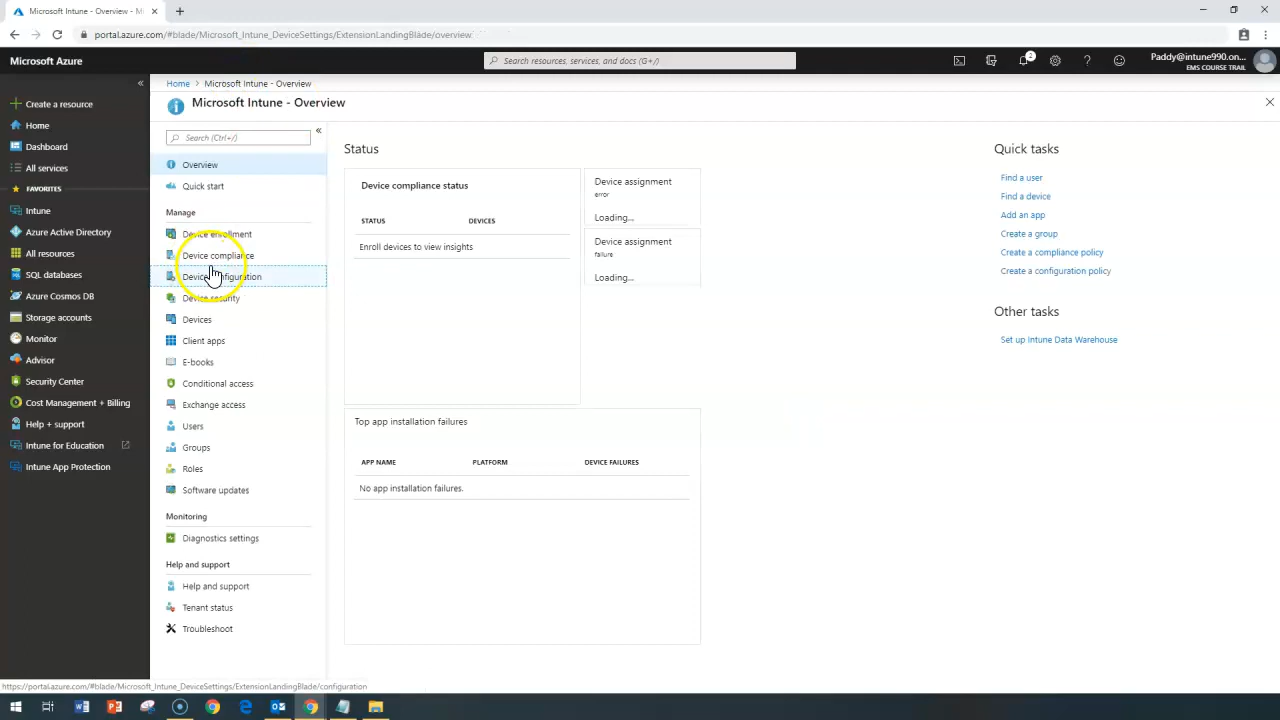 Microsoft Intune - Overview
portal.azure.com/#blade/Microsoft_Intune_DeviceSettings/ExtensionLandingBlade/overview
Microsoft Azure
Search resources, services, and docs (G+/)
2
Paddy@intune990.on...
EMS COURSE TRAIL
Create a resource
Home
Dashboard
All services
FAVORITES
Intune
Azure Active Directory
All resources
SQL databases
Azure Cosmos DB
Storage accounts
Monitor
Advisor
Security Center
Cost Management + Billing
Help + support
Intune for Education
Intune App Protection
Home > Microsoft Intune - Overview
Microsoft Intune - Overview
Search (Ctrl+/)
Overview
Quick start
Manage
Device enrollment
Device compliance
Device configuration
Device security
Devices
Client apps
E-books
Conditional access
Exchange access
Users
Groups
Roles
Software updates
Monitoring
Diagnostics settings
Help and support
Help and support
Tenant status
Troubleshoot
Status
Device compliance status
STATUS DEVICES
Enroll devices to view insights
Device assignment
error
Loading...
Device assignment
failure
Loading...
Top app installation failures
APP NAME PLATFORM DEVICE FAILURES
No app installation failures.
Quick tasks
Find a user
Find a device
Add an app
Create a group
Create a compliance policy
Create a configuration policy
Other tasks
Set up Intune Data Warehouse
https://portal.azure.com/#blade/Microsoft_Intune_DeviceSettings/ExtensionLandingBlade/configuration